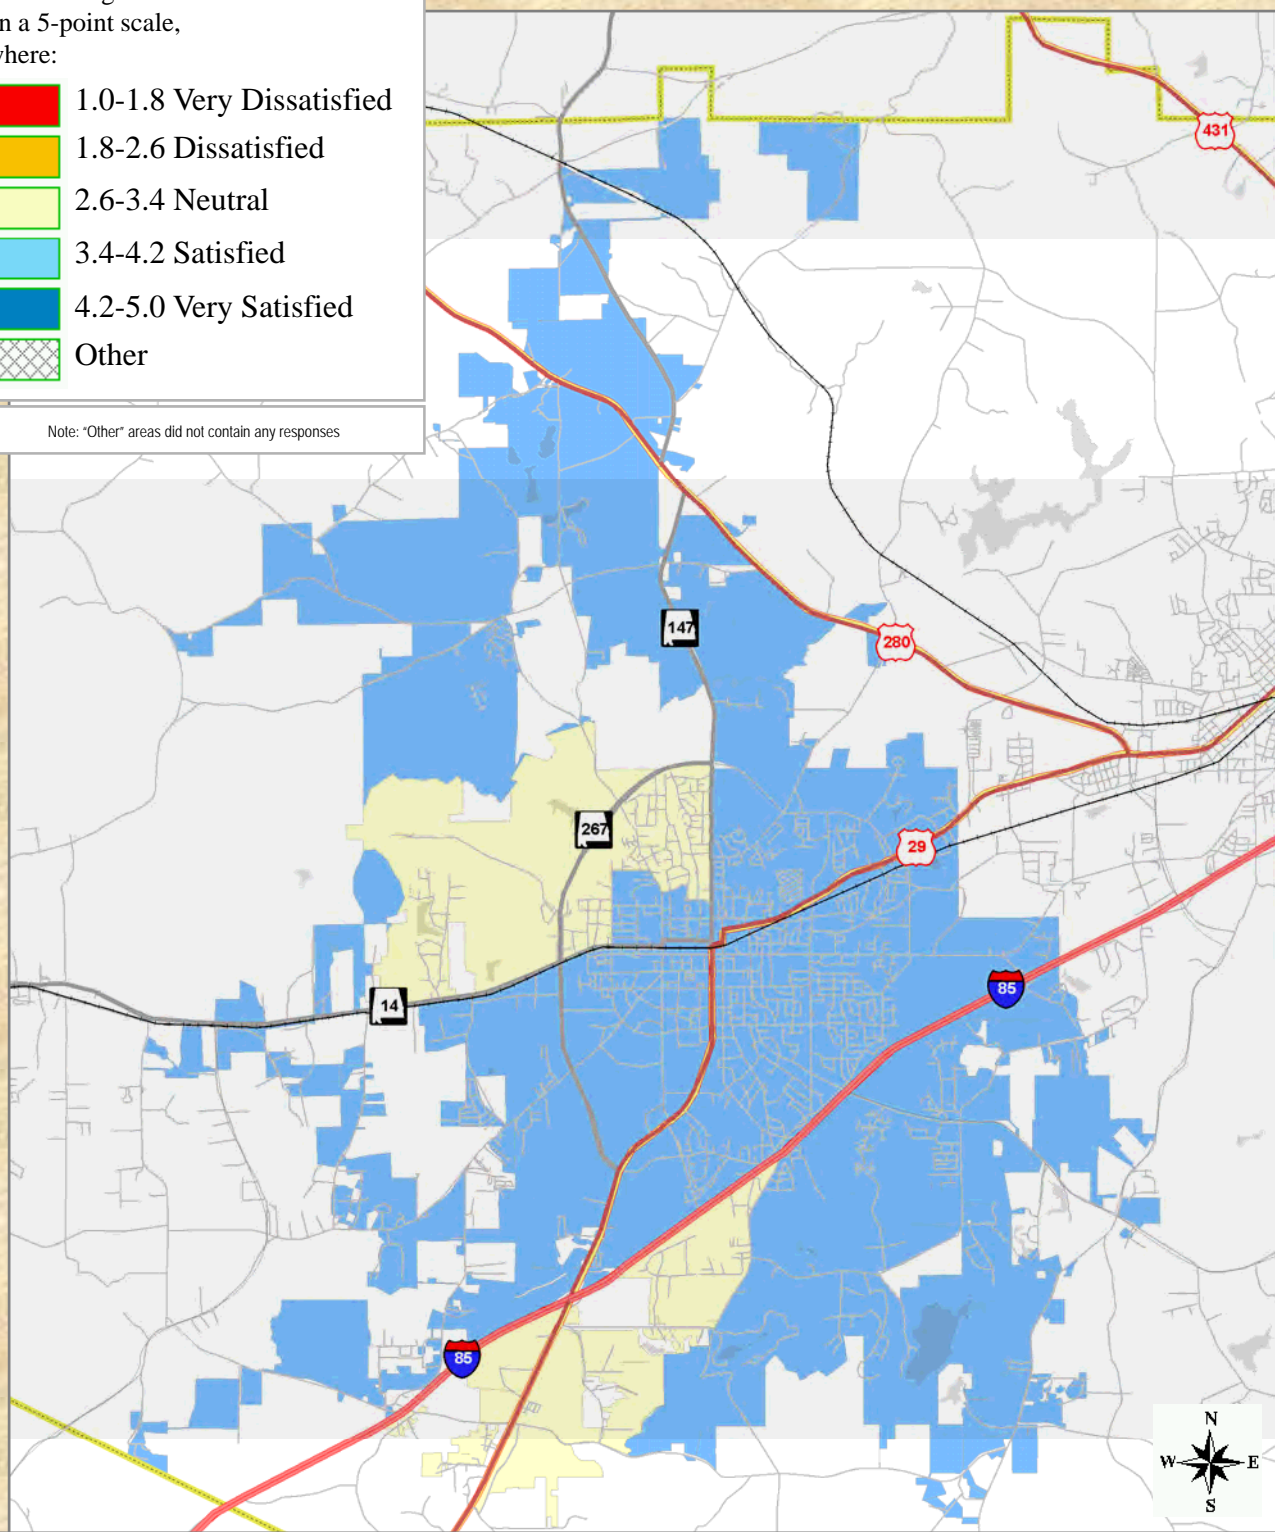 n a 5-point scale,
where:
1.0-1.8 Very Dissatisfied
1.8-2.6 Dissatisfied
2.6-3.4 Neutral
3.4-4.2 Satisfied
4.2-5.0 Very Satisfied
Other
Note: "Other" areas did not contain any responses
431
147
280
267
29
85
14
85
N
W E
S